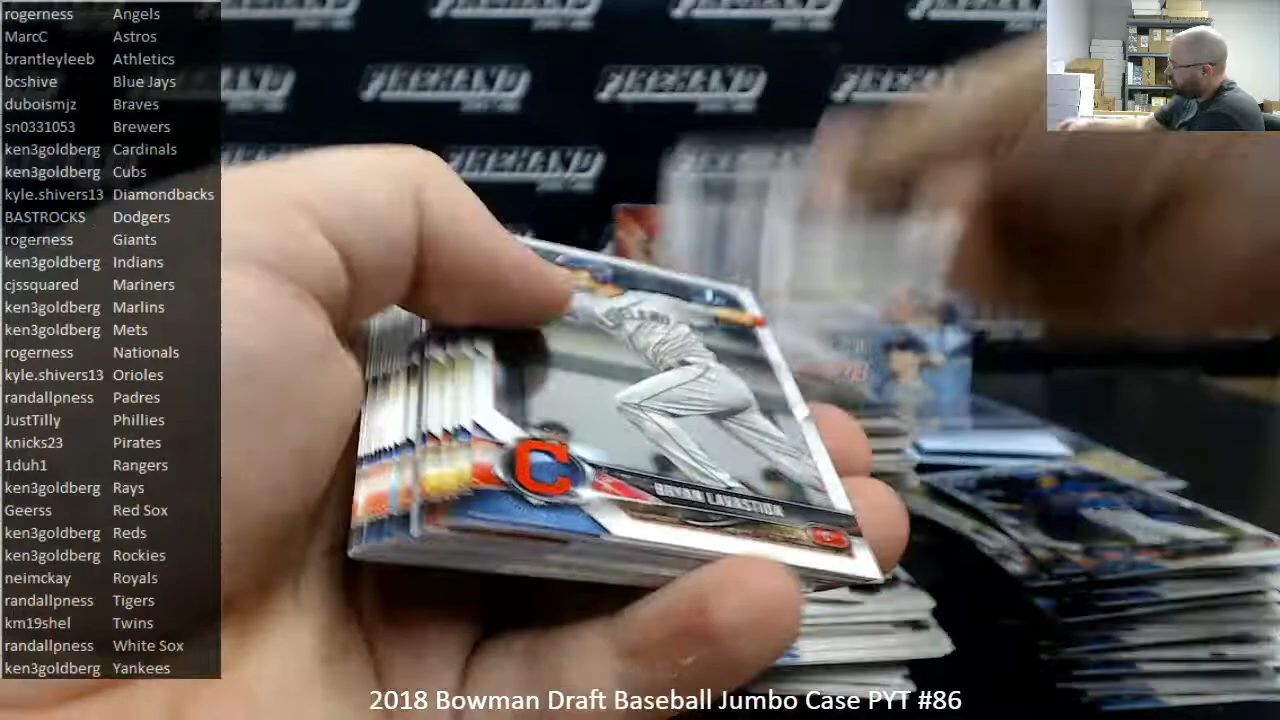 rogerness Angels
MarcC Astros
brantleyleeb Athletics
bcshive Blue Jays
duboismjz Braves
sn0331053 Brewers
ken3goldberg Cardinals
ken3goldberg Cubs
kyle.shivers13 Diamondbacks
BASTROCKS Dodgers
rogerness Giants
ken3goldberg Indians
cjssquared Mariners
ken3goldberg Marlins
ken3goldberg Mets
rogerness Nationals
kyle.shivers13 Orioles
randallpness Padres
JustTilly Phillies
knicks23 Pirates
1duh1 Rangers
ken3goldberg Rays
Geerss Red Sox
ken3goldberg Reds
ken3goldberg Rockies
neimckay Royals
randallpness Tigers
km19shel Twins
randallpness White Sox
ken3goldberg Yankees
FIREHAND FIREHAND FIREHAND
FIREHAND
C
BRYAN LAVASTIDA
2018 Bowman Draft Baseball Jumbo Case PYT #86